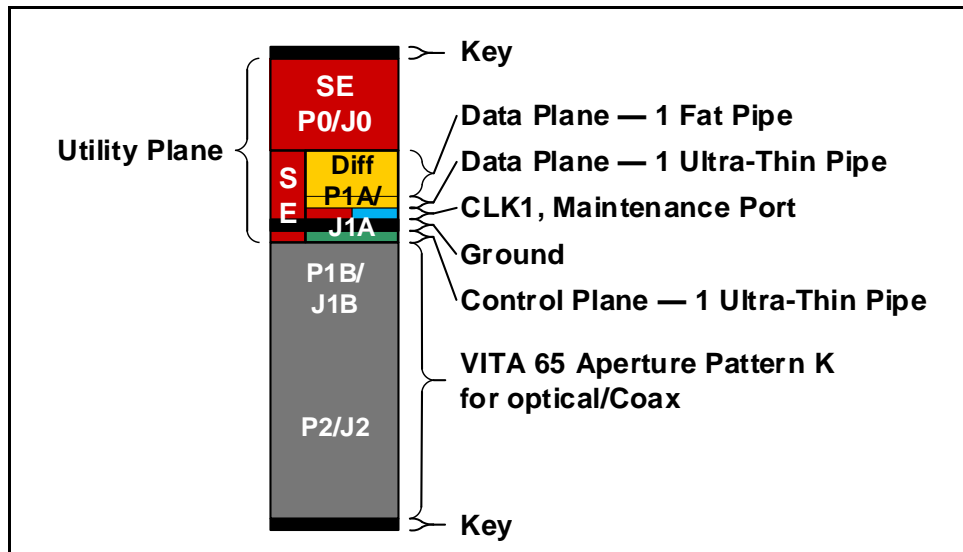 Key
SE
P0/J0
Utility Plane
Data Plane — 1 Fat Pipe
Diff
Data Plane — 1 Ultra-Thin Pipe
S
E
P1A/
CLK1, Maintenance Port
J1A
Ground
P1B/
J1B
Control Plane — 1 Ultra-Thin Pipe
VITA 65 Aperture Pattern K
for optical/Coax
P2/J2
Key